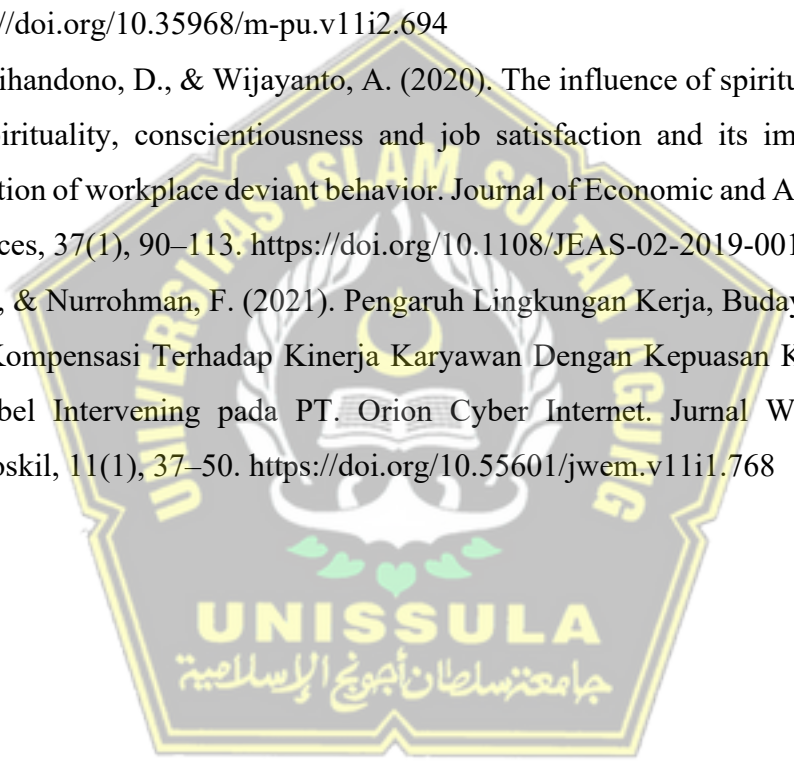 //doi.org/10.35968/m-pu.v11i2.694
ihandono, D., & Wijayanto, A. (2020). The influence of spiritu
irituality, conscientiousness and job satisfaction and its im
tion of workplace deviant behavior. Journal of Economic and A
ces, 37(1), 90–113. https://doi.org/10.1108/JEAS-02-2019-001
, & Nurrohman, F. (2021). Pengaruh Lingkungan Kerja, Buday
Kompensasi Terhadap Kinerja Karyawan Dengan Kepuasan K
bel Intervening pada PT. Orion Cyber Internet. Jurnal W
oskil, 11(1), 37–50. https://doi.org/10.55601/jwem.v11i1.768
UNIVERSITAS ISLAM SULTAN AGUNG
UNISSULA
جامعة سلطان أجونج الإسلامية